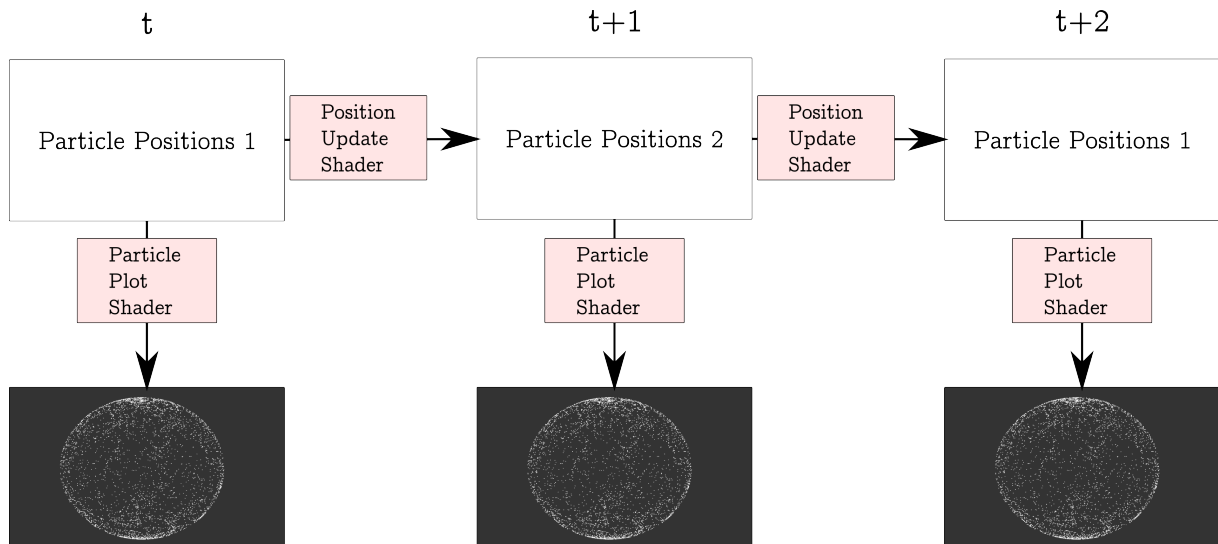 t
t+1
t+2
Particle Positions 1
Position
Update
Shader
Particle Positions 2
Position
Update
Shader
Particle Positions 1
Particle
Plot
Shader
Particle
Plot
Shader
Particle
Plot
Shader